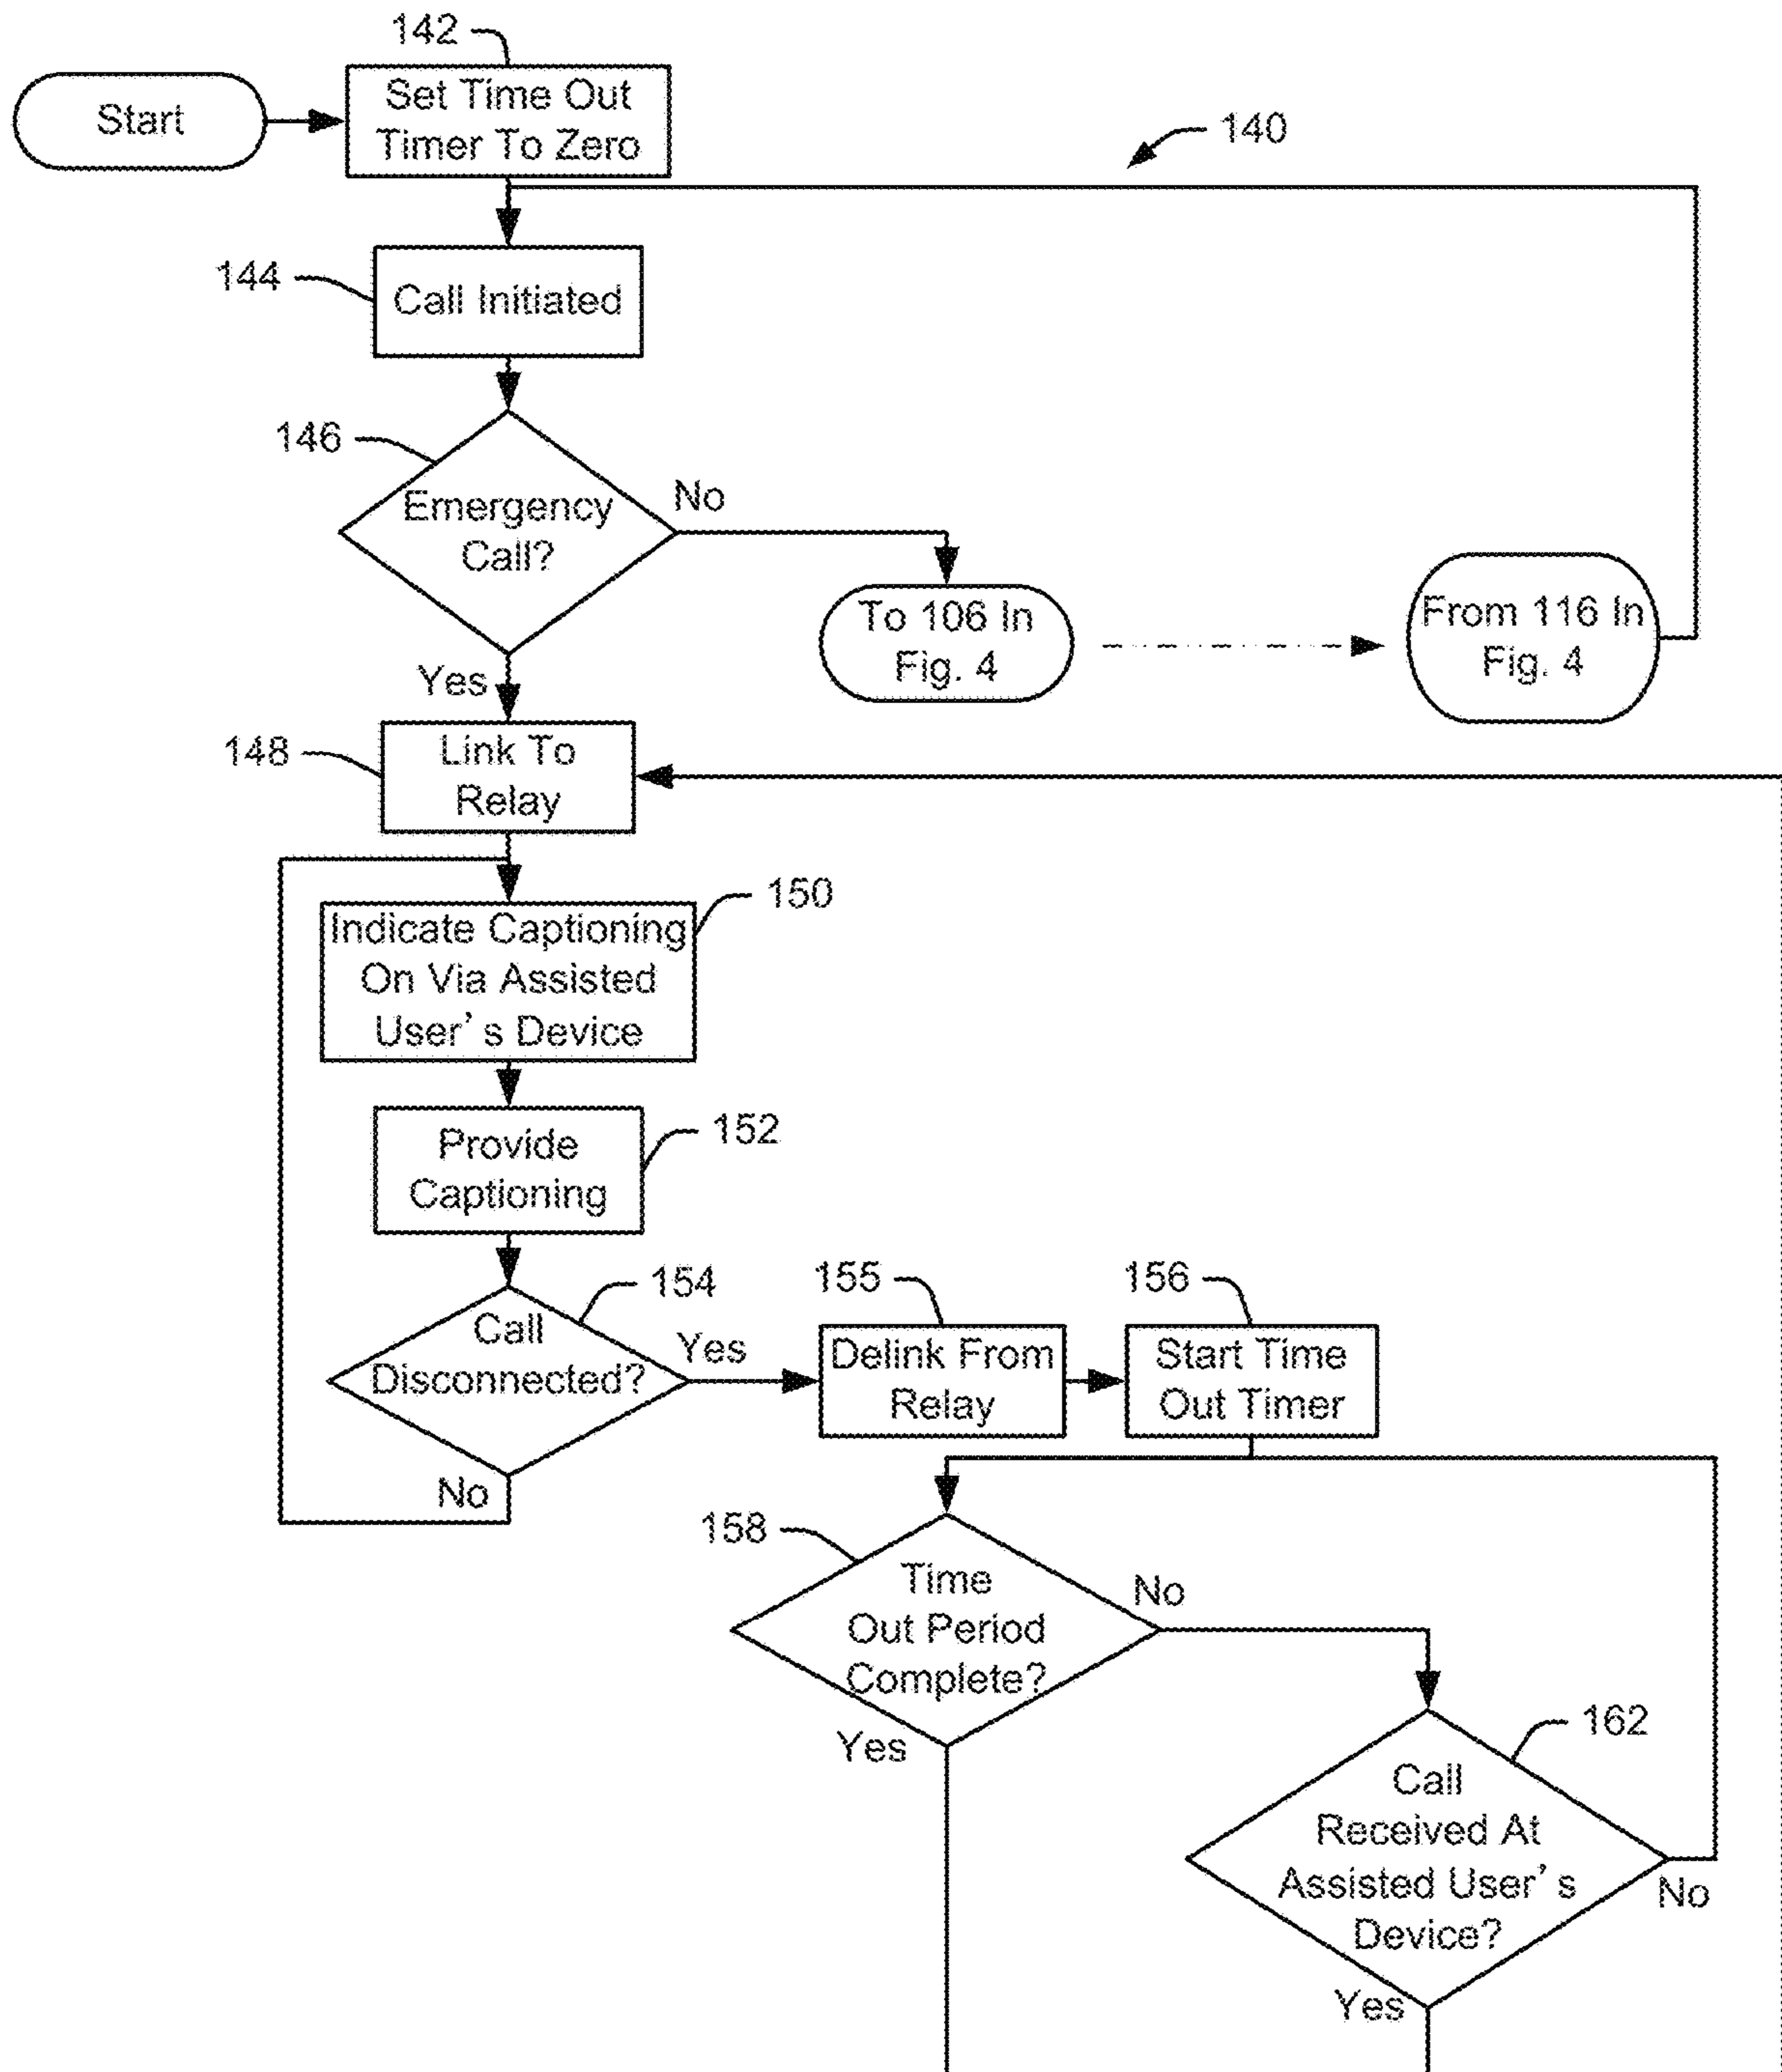 142
Start
Set Time Out
Timer To Zero
140
144
Call Initiated
146
Emergency
Call?
No
To 106 In
Fig. 4
From 116 In
Fig. 4
Yes
148
Link To
Relay
150
Indicate Captioning
On Via Assisted
User's Device
152
Provide
Captioning
154
Call
Disconnected?
Yes
No
155
Delink From
Relay
156
Start Time
Out Timer
158
Time
Out Period
Complete?
No
Yes
162
Call
Received At
Assisted User's
Device?
No
Yes